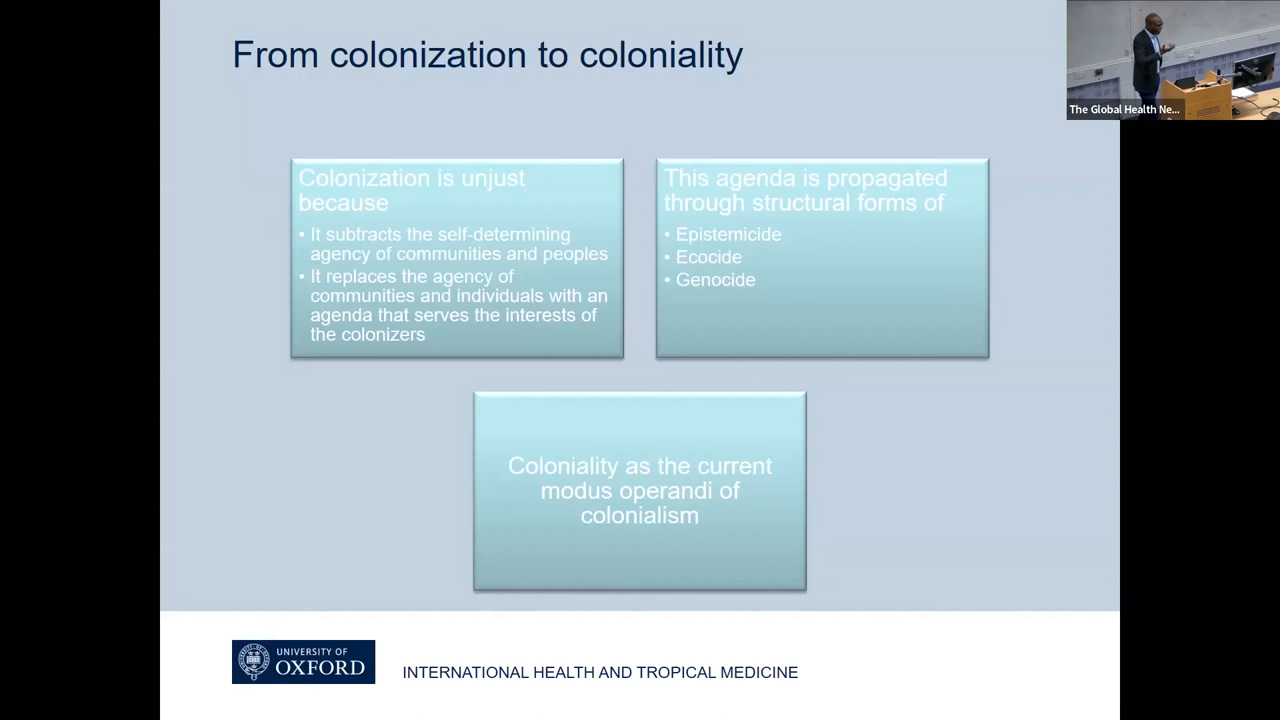 From colonization to coloniality
The Global Health Ne...
Colonization is unjust
because
• It subtracts the self-determining
agency of communities and peoples
• It replaces the agency of
communities and individuals with an
agenda that serves the interests of
the colonizers
This agenda is propagated
through structural forms of
• Epistemicide
• Ecocide
• Genocide
Coloniality as the current
modus operandi of
colonialism
UNIVERSITY OF
OXFORD
INTERNATIONAL HEALTH AND TROPICAL MEDICINE